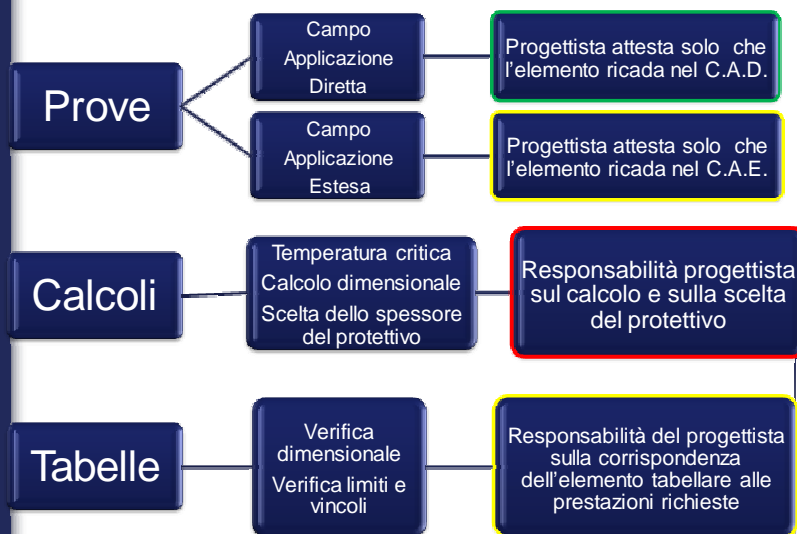 Prove
Campo
Applicazione
Diretta
Progettista attesta solo che
l'elemento ricada nel C.A.D.
Campo
Applicazione
Estesa
Progettista attesta solo che
l'elemento ricada nel C.A.E.
Calcoli
Temperatura critica
Calcolo dimensionale
Scelta dello spessore
del protettivo
Responsabilità progettista
sul calcolo e sulla scelta
del protettivo
Tabelle
Verifica
dimensionale
Verifica limiti e
vincoli
Responsabilità del progettista
sulla corrispondenza
dell'elemento tabellare alle
prestazioni richieste